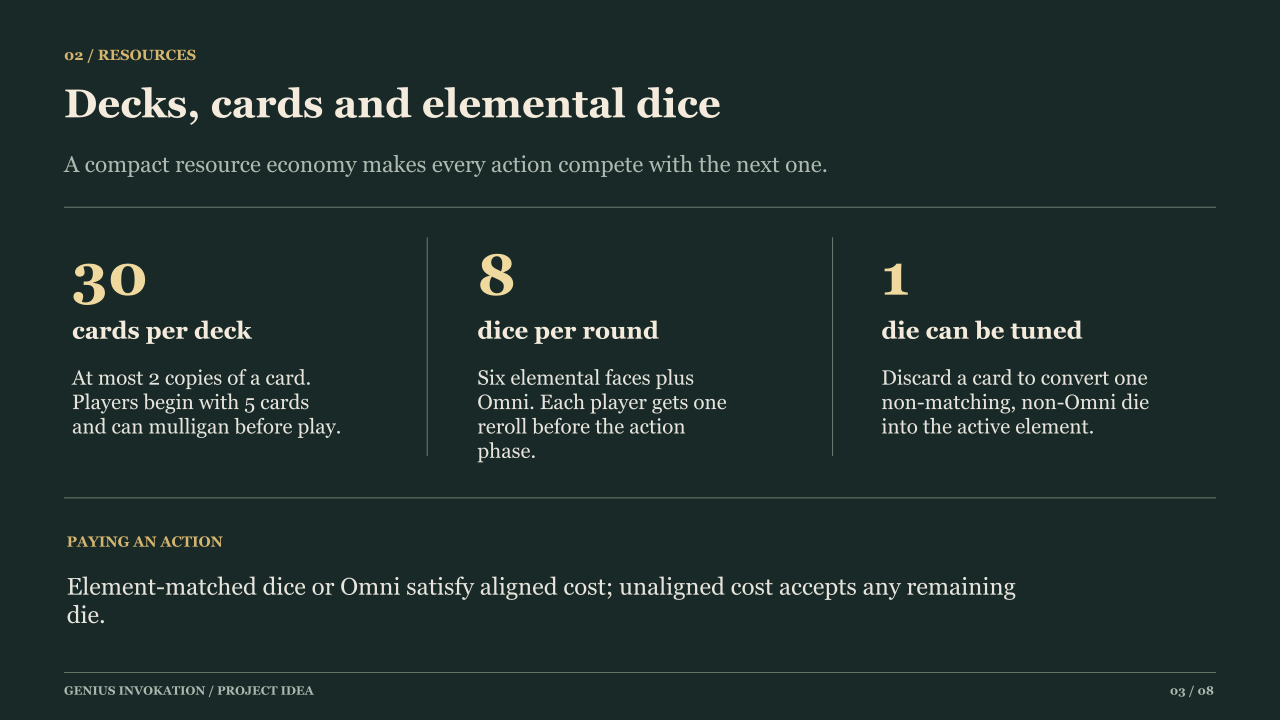 02 / RESOURCES
Decks, cards and elemental dice
A compact resource economy makes every action compete with the next one.
30
cards per deck
At most 2 copies of a card.
Players begin with 5 cards
and can mulligan before play.
8
dice per round
Six elemental faces plus
Omni. Each player gets one
reroll before the action
phase.
1
die can be tuned
Discard a card to convert one
non-matching, non-Omni die
into the active element.
PAYING AN ACTION
Element-matched dice or Omni satisfy aligned cost; unaligned cost accepts any remaining
die.
GENIUS INVOKATION / PROJECT IDEA
03 / 08